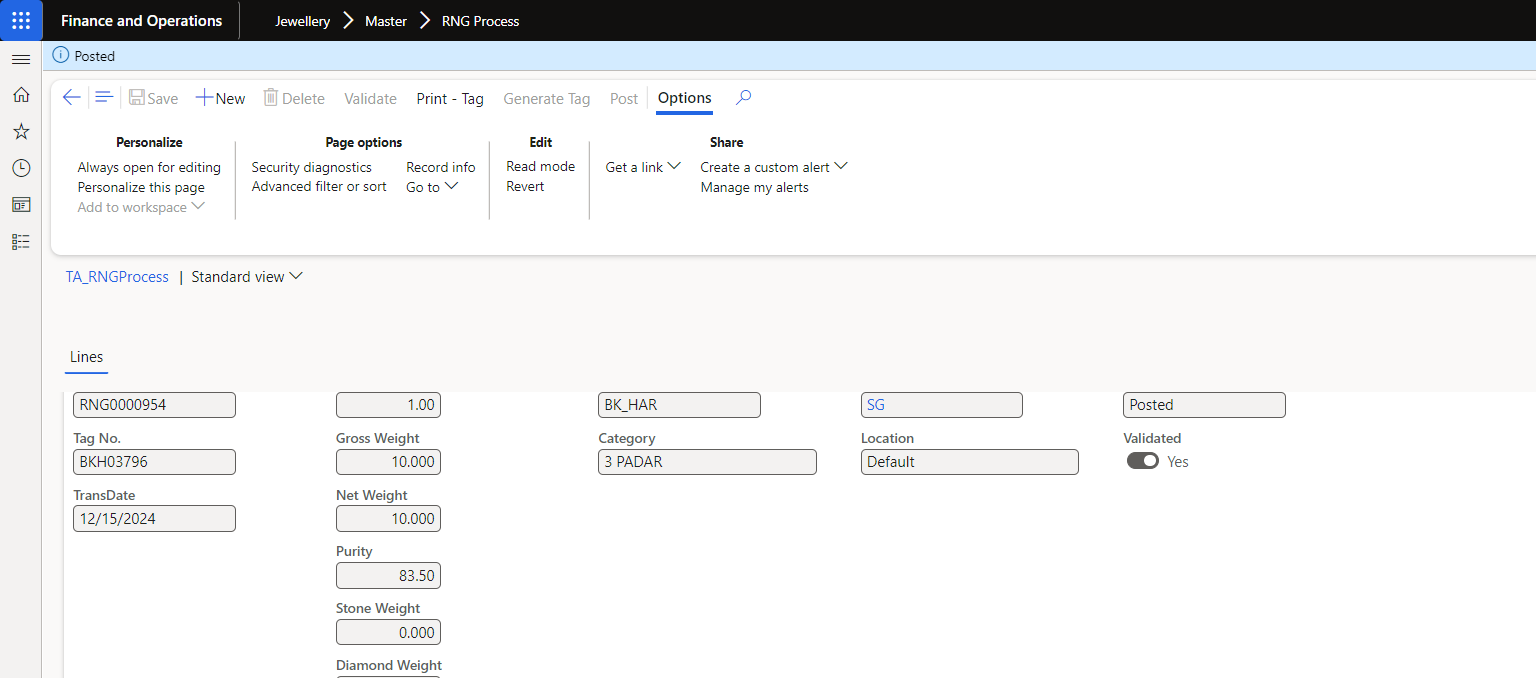 Finance and Operations Jewellery Master RNG Process
Posted
Save New Delete Validate Print - Tag Generate Tag Post Options
Personalize Page options Edit Share
Always open for editing Security diagnostics Record info Read mode Get a link Create a custom alert
Personalize this page Advanced filter or sort Go to Revert Manage my alerts
Add to workspace
TA_RNGProcess | Standard view
Lines
RNG0000954 1.00 BK_HAR SG Posted
Tag No. Gross Weight Category Location Validated
BKH03796 10.000 3 PADAR Default Yes
TransDate Net Weight
12/15/2024 10.000
Purity
83.50
Stone Weight
0.000
Diamond Weight